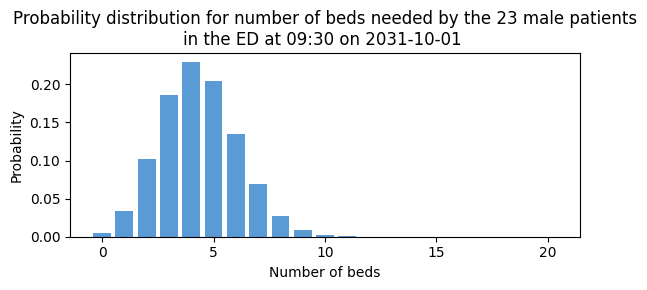 Probability distribution for number of beds needed by the 23 male patients
in the ED at 09:30 on 2031-10-01
Probability
0.20
0.15
0.10
0.05
0.00
0 5 10 15 20
Number of beds